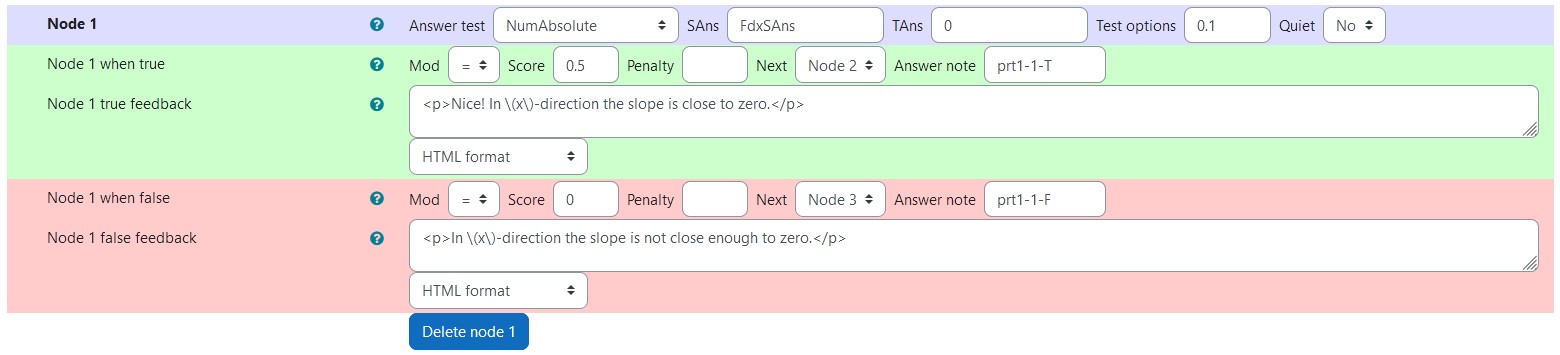 Node 1 Answer test NumAbsolute SAns FdxSAns TAns 0 Test options 0.1 Quiet No
Node 1 when true Mod = Score 0.5 Penalty Next Node 2 Answer note prt1-1-T
Node 1 true feedback <p>Nice! In \(x\)-direction the slope is close to zero.</p>
HTML format
Node 1 when false Mod = Score 0 Penalty Next Node 3 Answer note prt1-1-F
Node 1 false feedback <p>In \(x\)-direction the slope is not close enough to zero.</p>
HTML format
Delete node 1